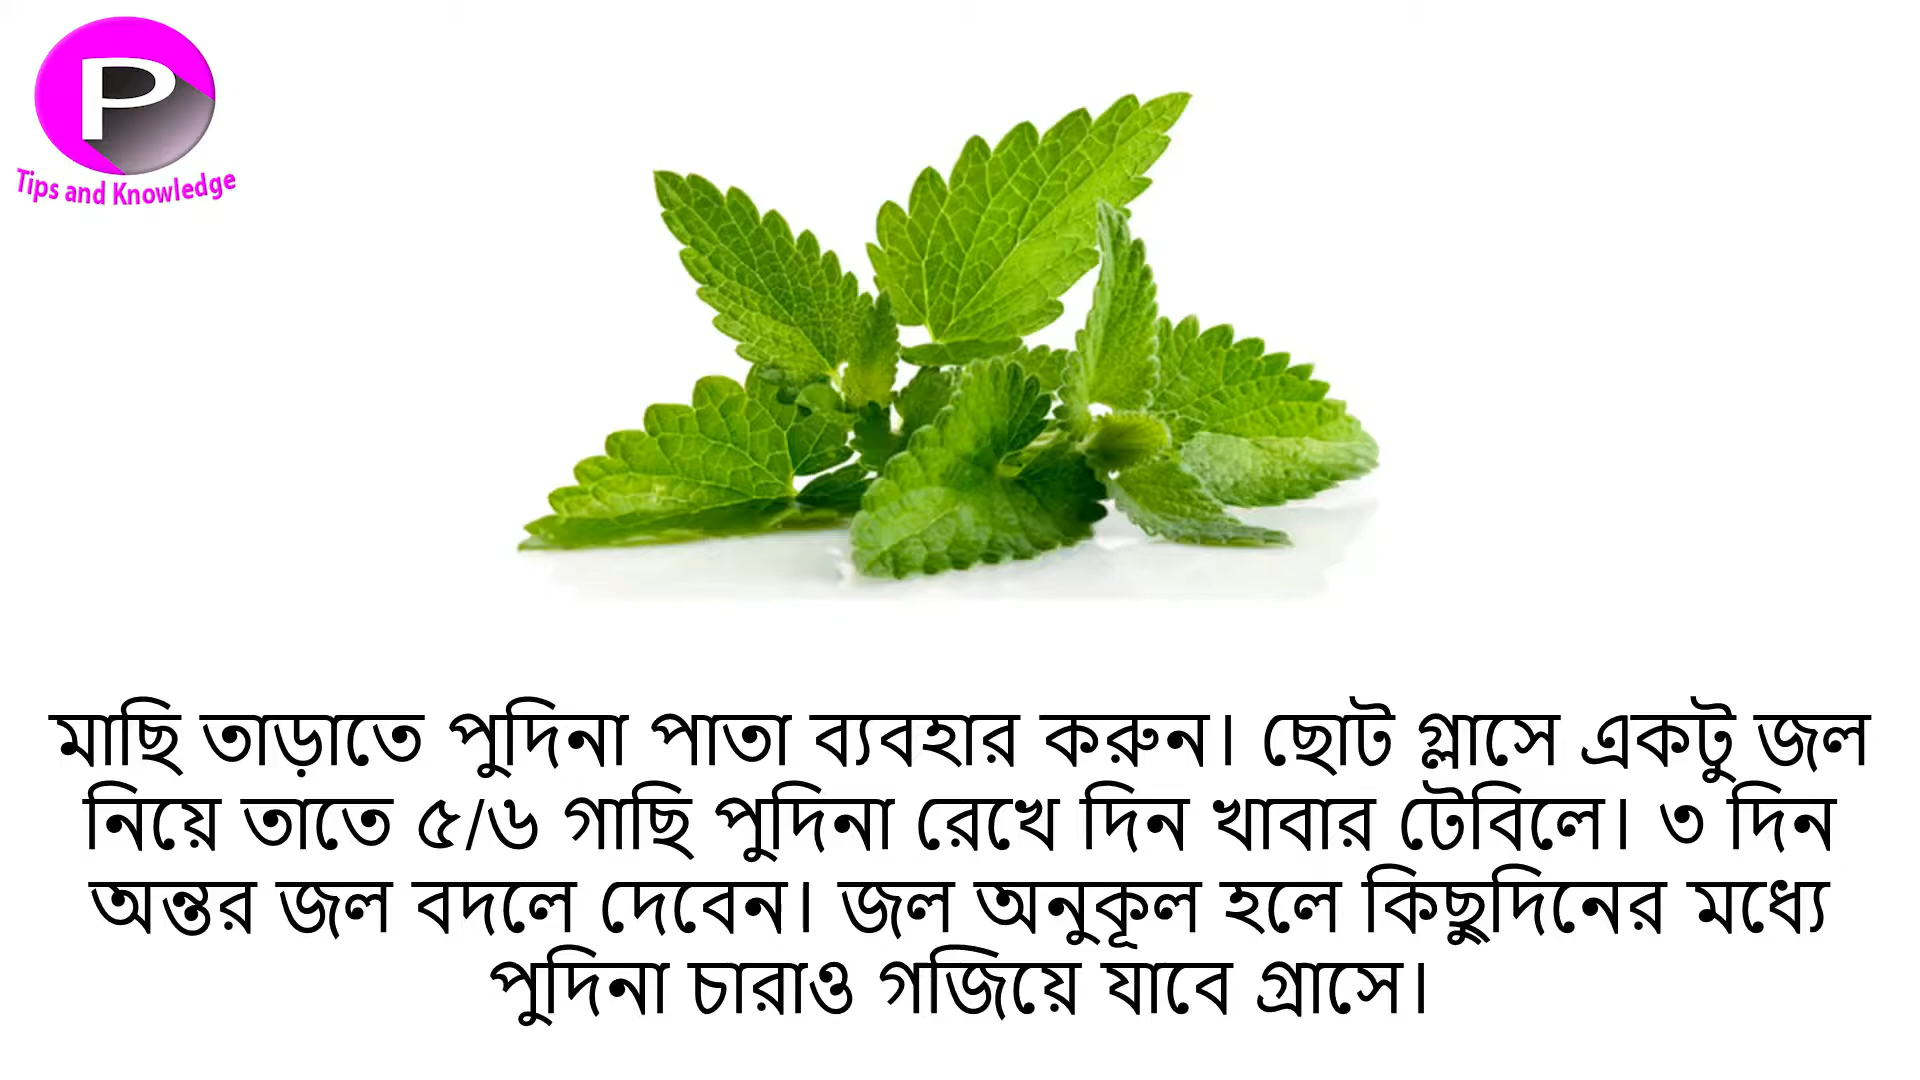 P
Tips and Knowledge
মাছি তাড়াতে পুদিনা পাতা ব্যবহার করুন। ছোট গ্লাসে একটু জল
নিয়ে তাতে ৫/৬ গাছি পুদিনা রেখে দিন খাবার টেবিলে। ৩ দিন
অন্তর জল বদলে দেবেন। জল অনুকূল হলে কিছুদিনের মধ্যে
পুদিনা চারাও গজিয়ে যাবে গ্রাসে।